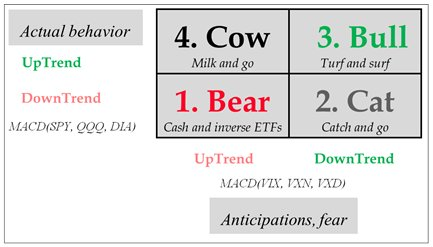 Actual behavior
UpTrend
DownTrend
MACD(SPY, QQQ, DIA)
4. Cow
Milk and go
3. Bull
Turf and surf
1. Bear
Cash and inverse ETFs
2. Cat
Catch and go
UpTrend
DownTrend
MACD(VIX, VXN, VXD)
Anticipations, fear